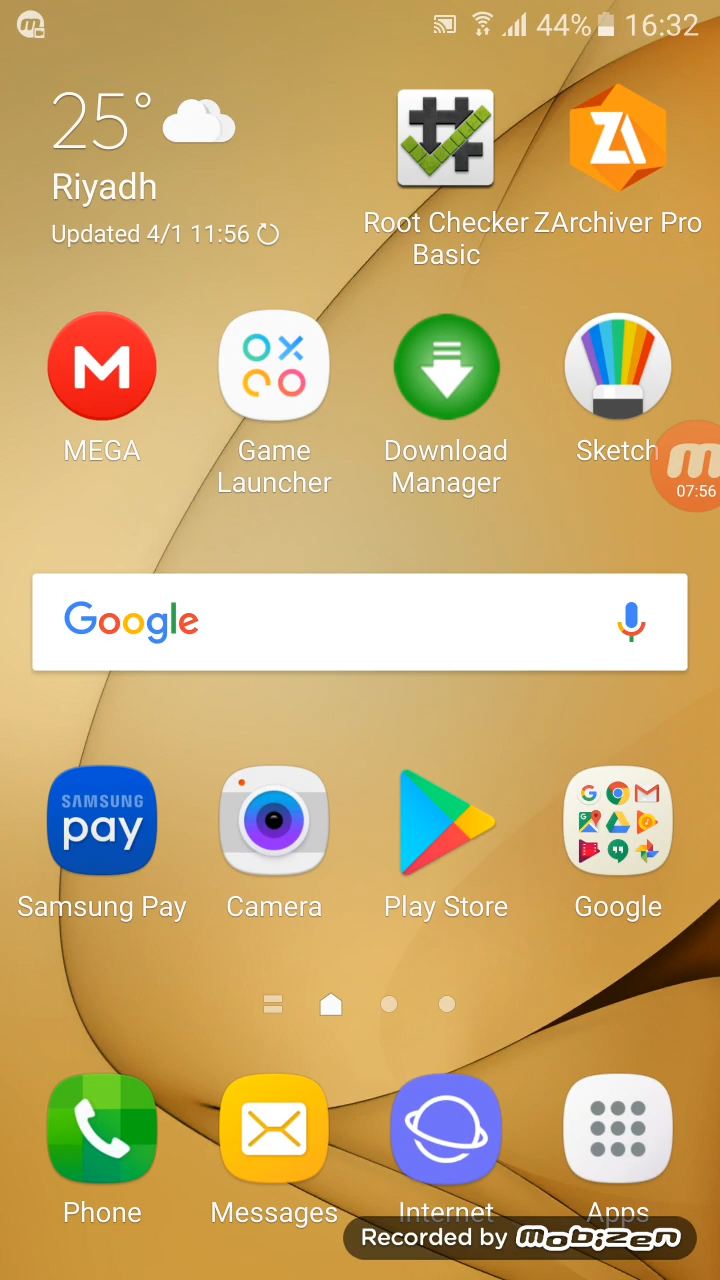 44% 16:32
25°
Riyadh
Updated 4/1 11:56
Root Checker Basic
ZArchiver Pro
ZA
MEGA
Game Launcher
Download Manager
Sketch
07:56
Google
SAMSUNG
pay
Samsung Pay
Camera
Play Store
Google
Phone
Messages
Internet
Apps
Recorded by mobizen